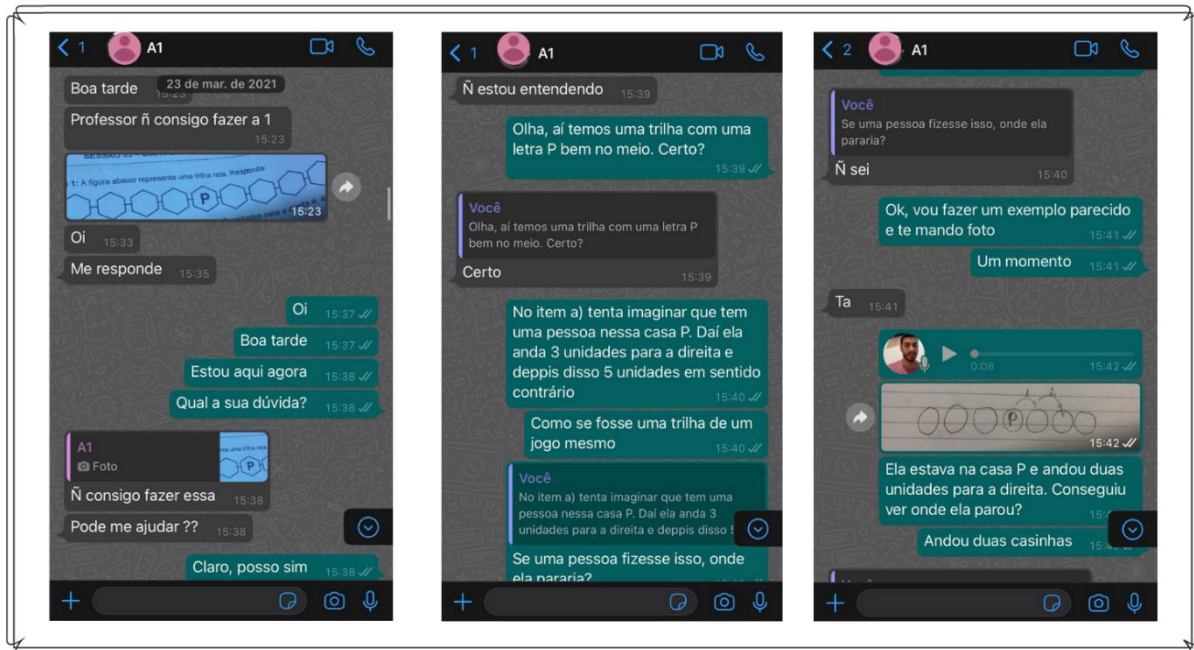 1
A1
23 de mar. de 2021
Boa tarde
15:23
Professor ñ consigo fazer a 1
15:23
1: A figura abaixo representa uma trilha reta. Responda:
P
15:23
Oi 15:33
Me responde 15:35
Oi 15:37
Boa tarde 15:37
Estou aqui agora 15:38
Qual a sua dúvida? 15:38
A1
Foto
P
Ñ consigo fazer essa 15:38
Pode me ajudar ?? 15:38
Claro, posso sim 15:38
1
A1
Ñ estou entendendo 15:39
Olha, aí temos uma trilha com uma
letra P bem no meio. Certo?
15:39
Você
Olha, aí temos uma trilha com uma letra P
bem no meio. Certo?
Certo 15:39
No item a) tenta imaginar que tem
uma pessoa nessa casa P. Daí ela
anda 3 unidades para a direita e
deppis disso 5 unidades em sentido
contrário 15:40
Como se fosse uma trilha de um
jogo mesmo 15:40
Você
No item a) tenta imaginar que tem uma
pessoa nessa casa P. Daí ela anda 3
unidades para a direita e deppis disso 5
Se uma pessoa fizesse isso, onde
ela pararia?
2
A1
Você
Se uma pessoa fizesse isso, onde ela
pararia?
Ñ sei 15:40
Ok, vou fazer um exemplo parecido
e te mando foto 15:41
Um momento 15:41
Ta 15:41
0:08 15:42
1 2
P
15:42
Ela estava na casa P e andou duas
unidades para a direita. Conseguiu
ver onde ela parou?
Andou duas casinhas